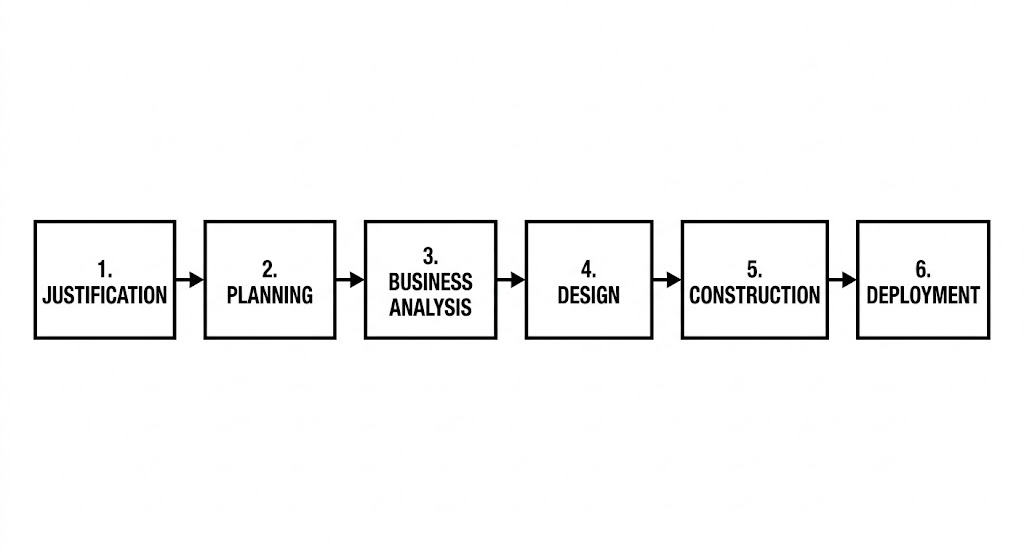 1.
JUSTIFICATION
2.
PLANNING
3.
BUSINESS
ANALYSIS
4.
DESIGN
5.
CONSTRUCTION
6.
DEPLOYMENT